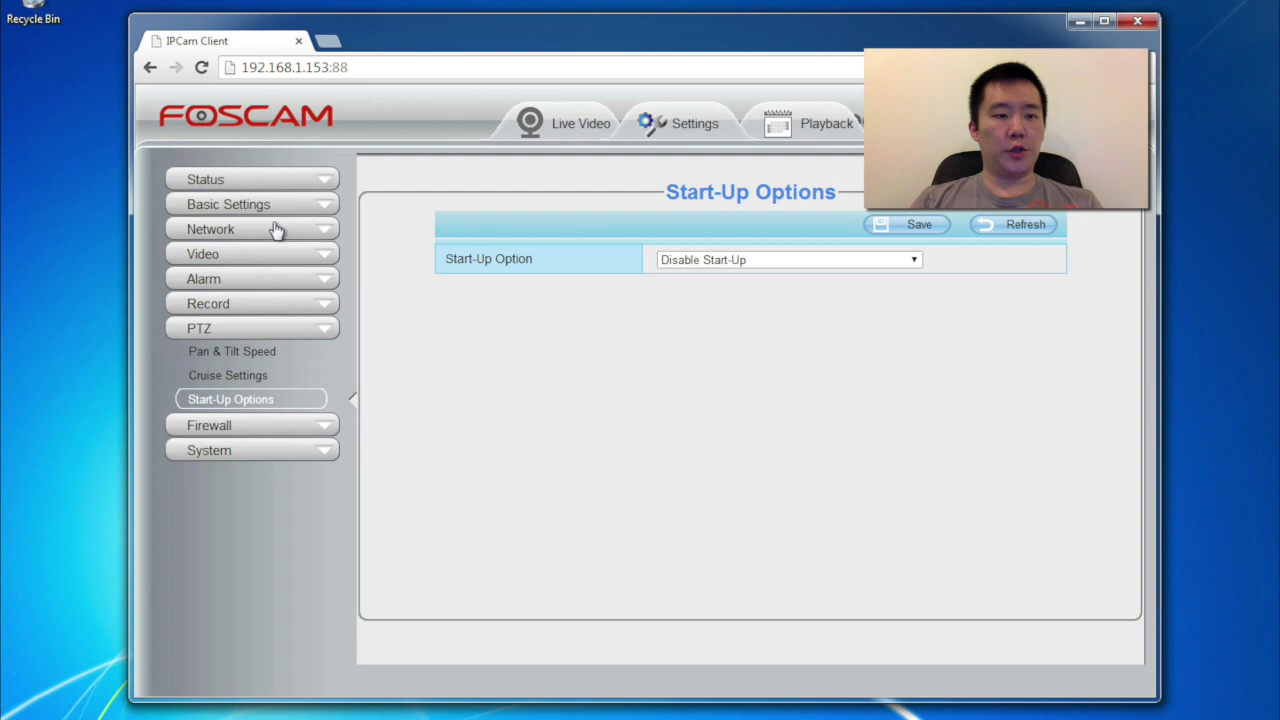 Recycle Bin
IPCam Client
192.168.1.153:88
FOSCAM
Live Video
Settings
Playback
Status
Basic Settings
Network
Video
Alarm
Record
PTZ
Pan & Tilt Speed
Cruise Settings
Start-Up Options
Firewall
System
Start-Up Options
Save
Refresh
Start-Up Option
Disable Start-Up